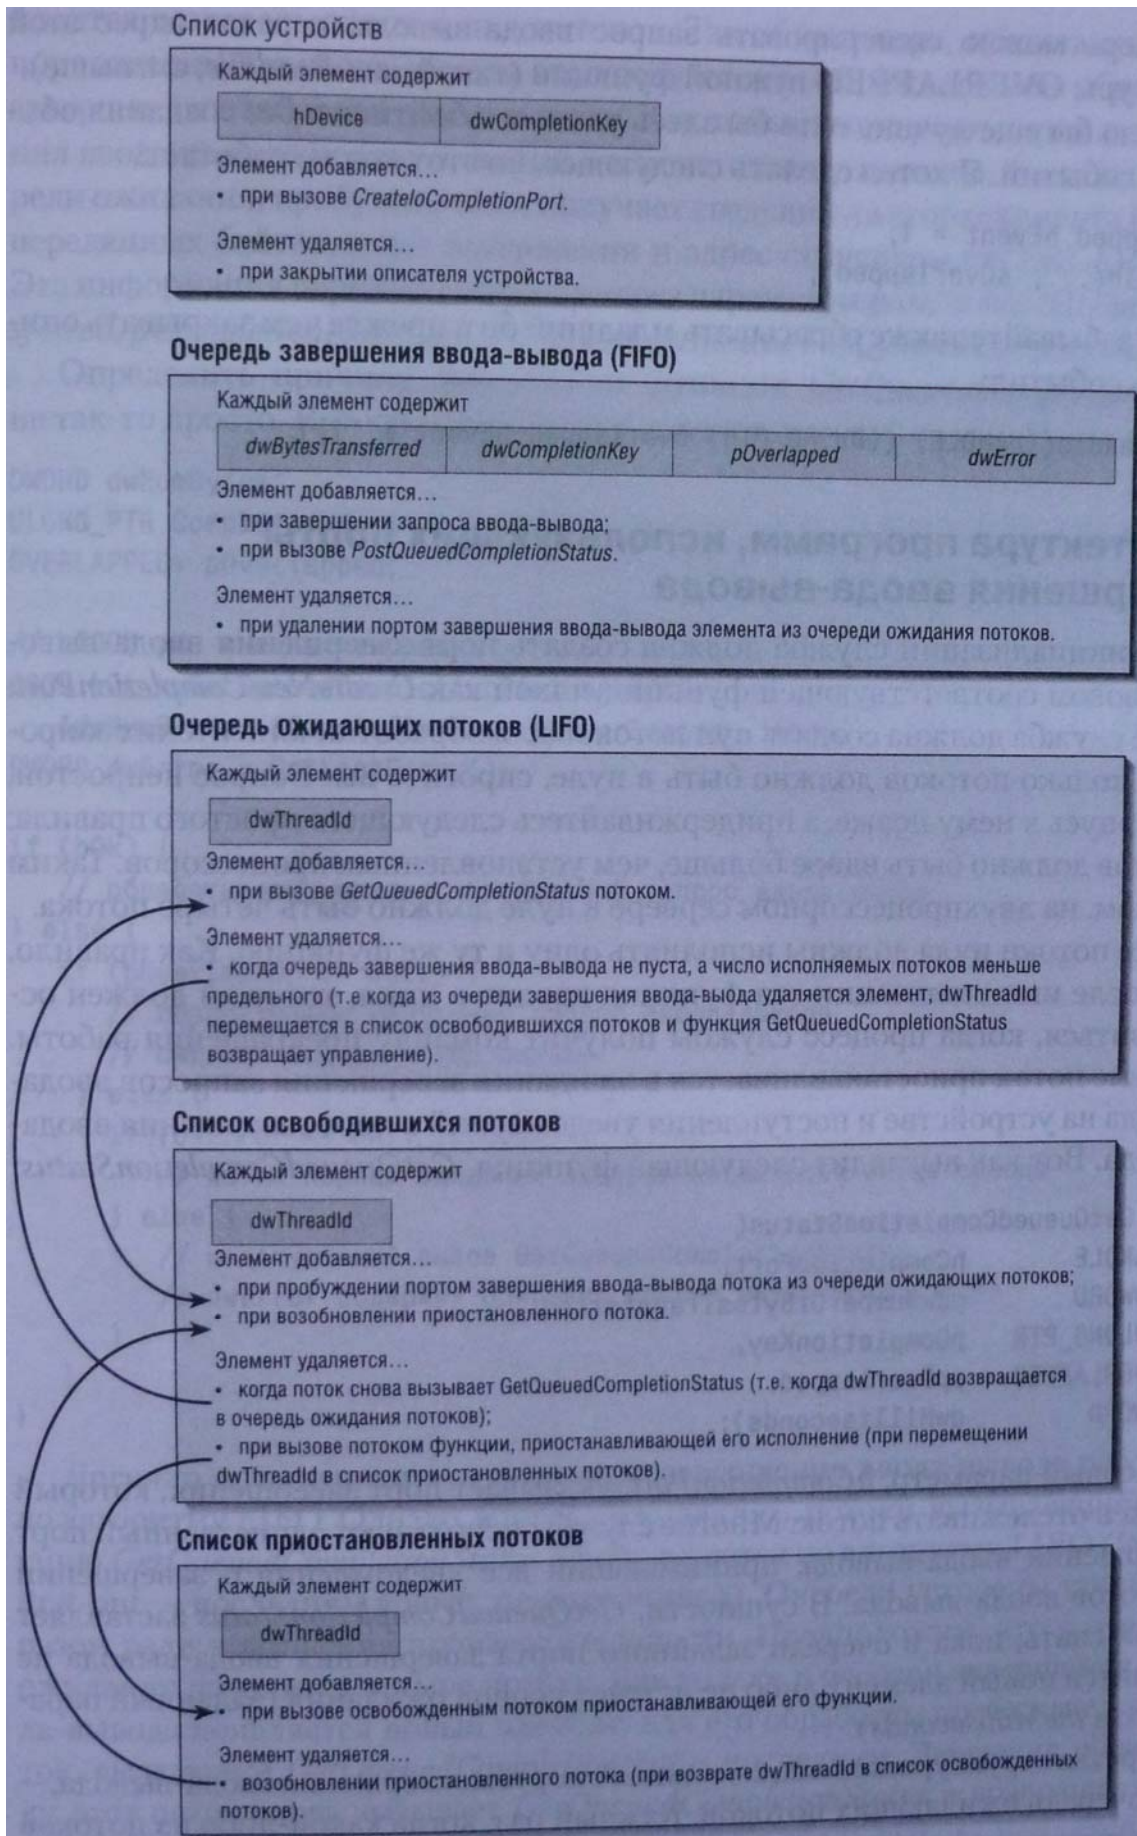 Список устройств
Каждый элемент содержит
hDevice dwCompletionKey
Элемент добавляется...
• при вызове CreateIoCompletionPort.
Элемент удаляется...
• при закрытии описателя устройства.
Очередь завершения ввода-вывода (FIFO)
Каждый элемент содержит
dwBytesTransferred dwCompletionKey pOverlapped dwError
Элемент добавляется...
• при завершении запроса ввода-вывода;
• при вызове PostQueuedCompletionStatus.
Элемент удаляется...
• при удалении портом завершения ввода-вывода элемента из очереди ожидания потоков.
Очередь ожидающих потоков (LIFO)
Каждый элемент содержит
dwThreadId
Элемент добавляется...
• при вызове GetQueuedCompletionStatus потоком.
Элемент удаляется...
• когда очередь завершения ввода-вывода не пуста, а число исполняемых потоков меньше
предельного (т.е когда из очереди завершения ввода-вывода удаляется элемент, dwThreadId
перемещается в список освободившихся потоков и функция GetQueuedCompletionStatus
возвращает управление).
Список освободившихся потоков
Каждый элемент содержит
dwThreadId
Элемент добавляется...
• при пробуждении портом завершения ввода-вывода потока из очереди ожидающих потоков;
• при возобновлении приостановленного потока.
Элемент удаляется...
• когда поток снова вызывает GetQueuedCompletionStatus (т.е. когда dwThreadId возвращается
в очередь ожидания потоков);
• при вызове потоком функции, приостанавливающей его исполнение (при перемещении
dwThreadId в список приостановленных потоков).
Список приостановленных потоков
Каждый элемент содержит
dwThreadId
Элемент добавляется...
• при вызове освобожденным потоком приостанавливающей его функции.
Элемент удаляется...
• возобновлении приостановленного потока (при возврате dwThreadId в список освобожденных
потоков).